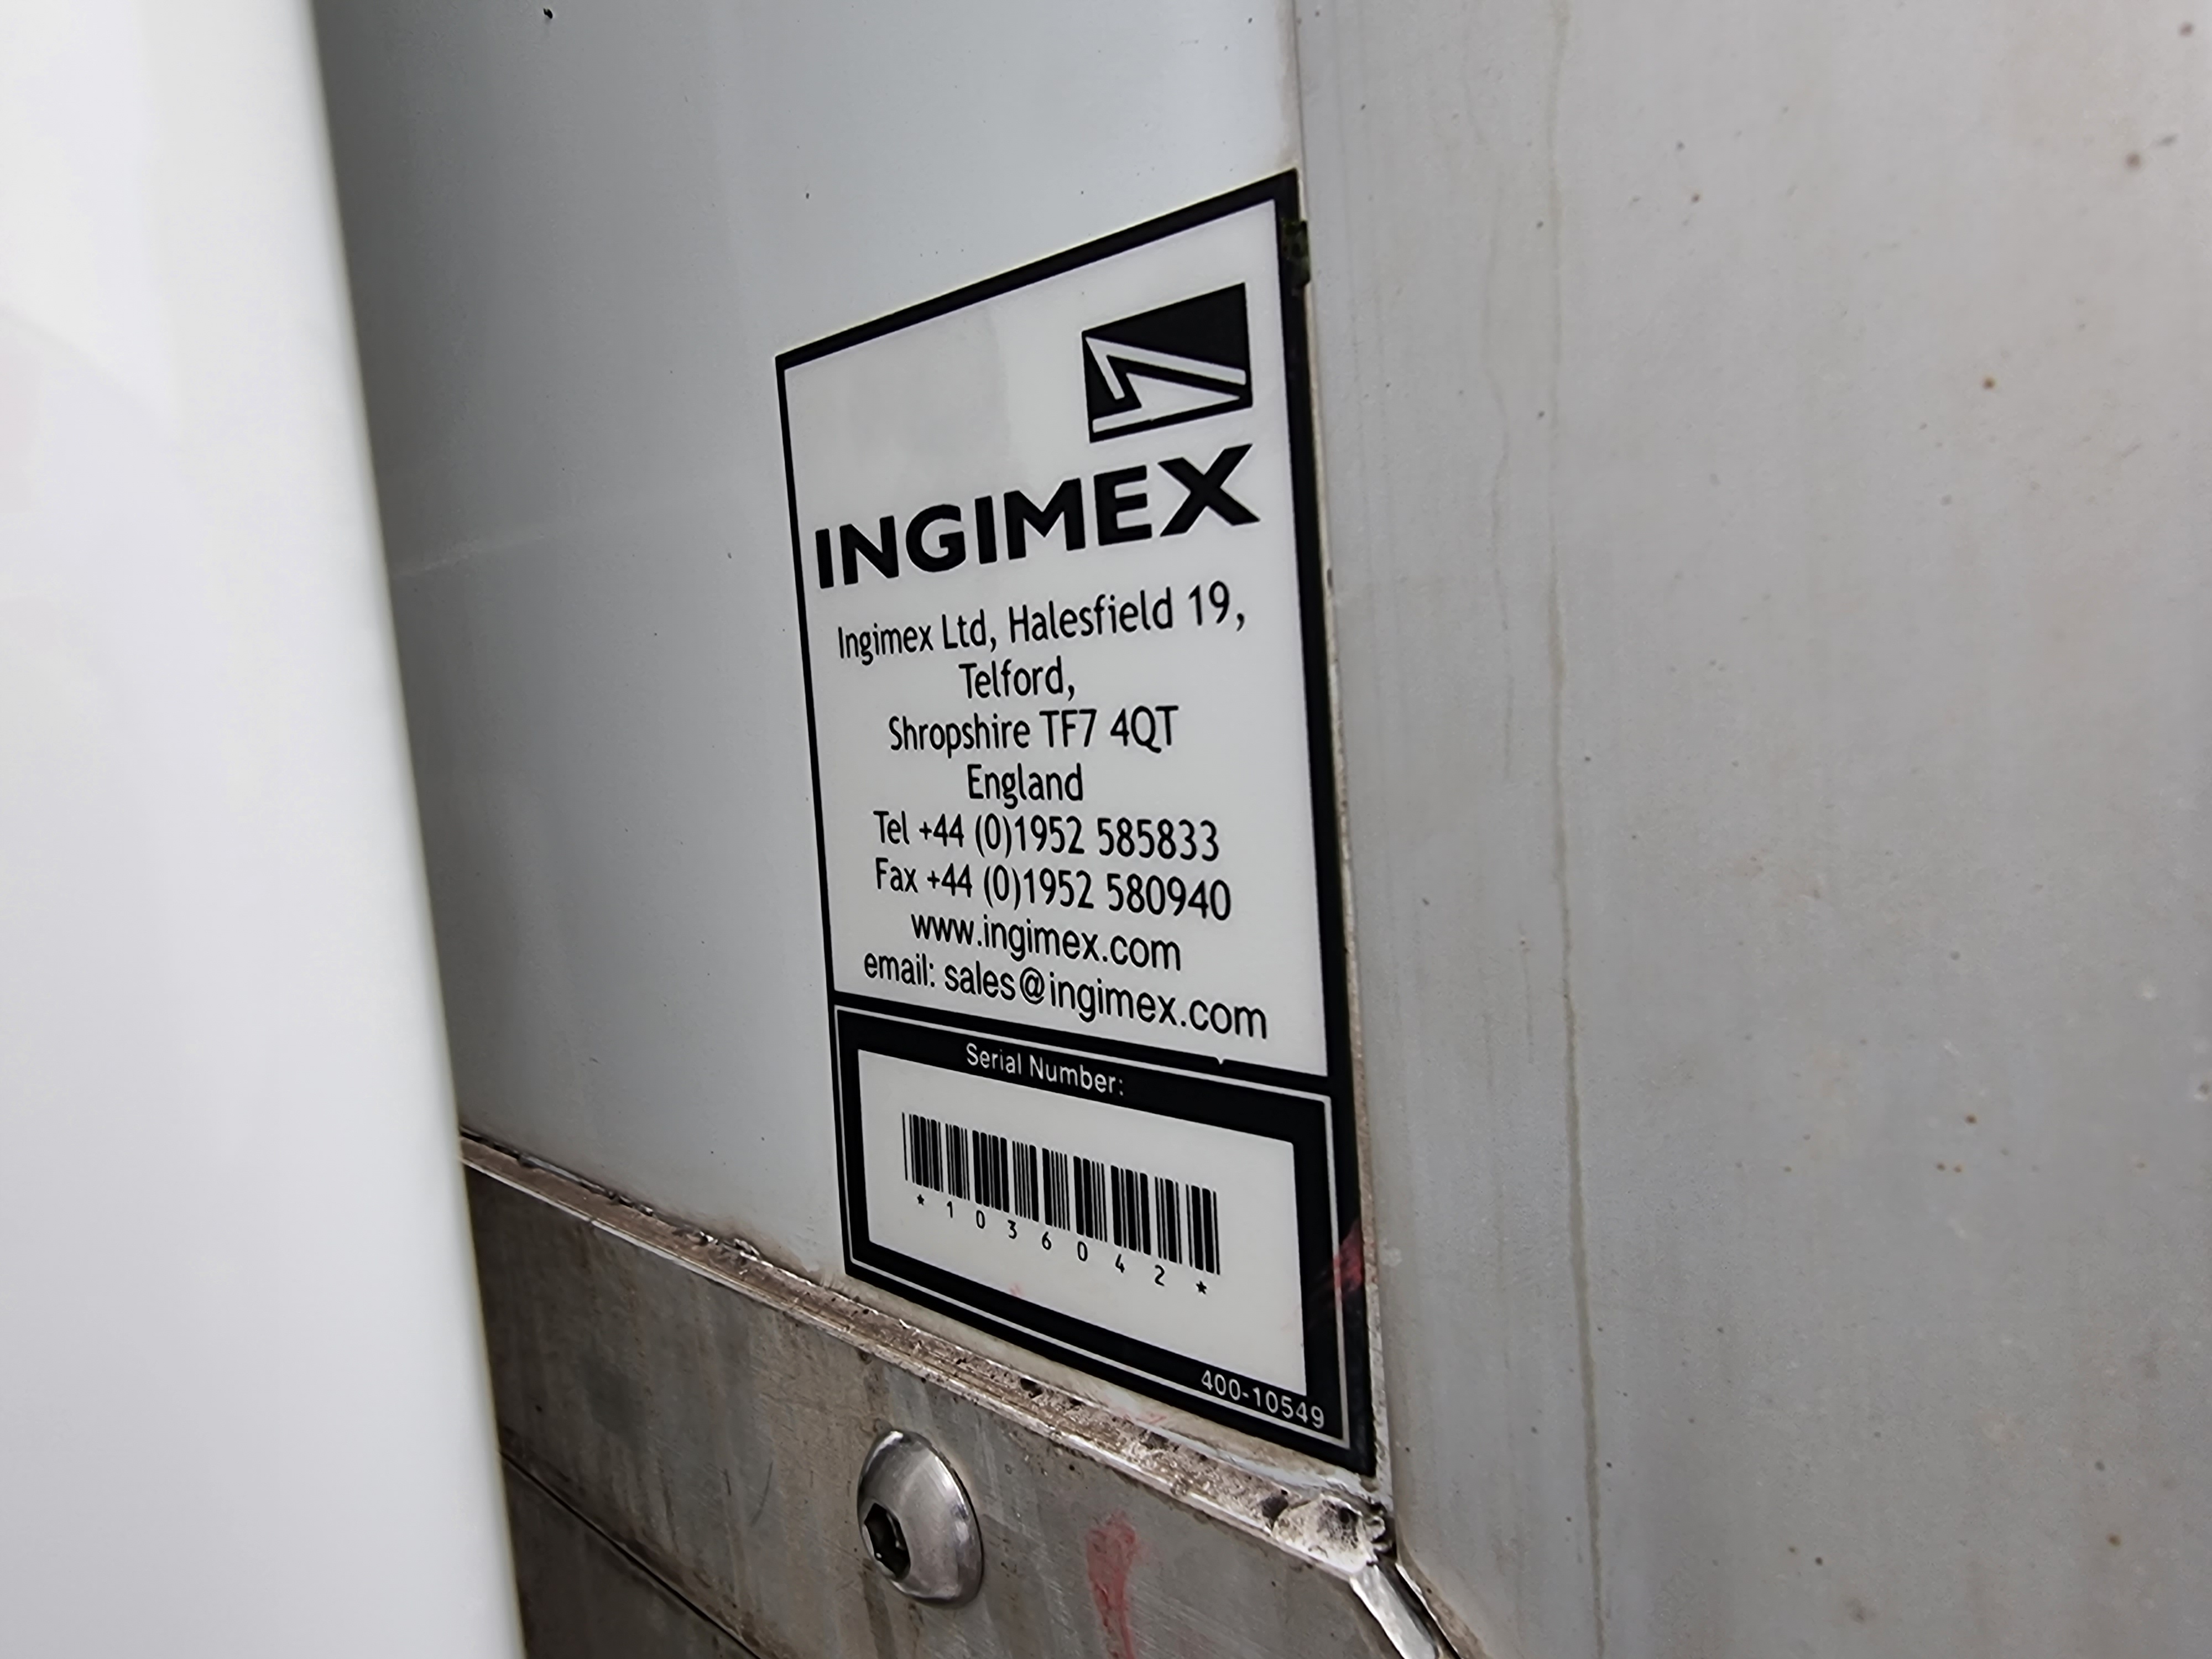 INGIMEX
Ingimex Ltd, Halesfield 19,
Telford,
Shropshire TF7 4QT
England
Tel +44 (0)1952 585833
Fax +44 (0)1952 580940
www.ingimex.com
email: sales@ingimex.com
Serial Number:
*1036042*
400-10549